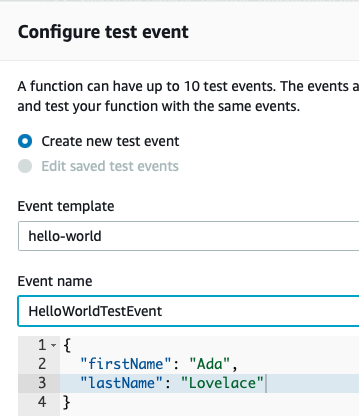 Configure test event
A function can have up to 10 test events. The events a
and test your function with the same events.
Create new test event
Edit saved test events
Event template
hello-world
Event name
HelloWorldTestEvent
1 {
2 "firstName": "Ada",
3 "lastName": "Lovelace"
4 }